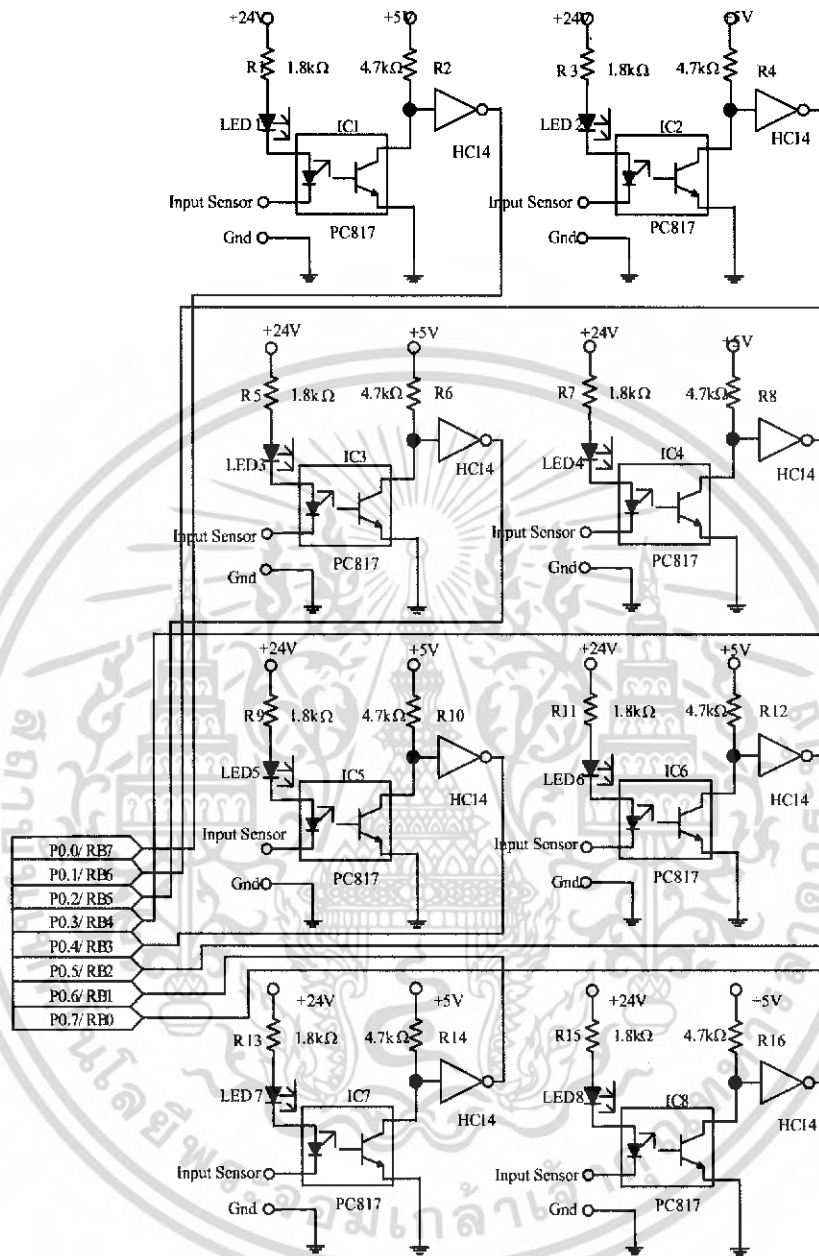 +24V +5V +24V +5V
R1 1.8kΩ 4.7kΩ R2 R3 1.8kΩ 4.7kΩ R4
LED1 IC1 LED2 IC2
HC14 HC14
Input Sensor Input Sensor
PC817 PC817
Gnd Gnd
+24V +5V +24V +5V
R5 1.8kΩ 4.7kΩ R6 R7 1.8kΩ 4.7kΩ R8
LED3 IC3 LED4 IC4
HC14 HC14
Input Sensor Input Sensor
PC817 PC817
Gnd Gnd
+24V +5V +24V +5V
R9 1.8kΩ 4.7kΩ R10 R11 1.8kΩ 4.7kΩ R12
LED5 IC5 LED6 IC6
HC14 HC14
Input Sensor Input Sensor
PC817 PC817
Gnd Gnd
P0.0/ RB7
P0.1/ RB6
P0.2/ RB5
P0.3/ RB4
P0.4/ RB3
P0.5/ RB2
P0.6/ RB1
P0.7/ RB0
+24V +5V +24V +5V
R13 1.8kΩ 4.7kΩ R14 R15 1.8kΩ 4.7kΩ R16
LED7 IC7 LED8 IC8
HC14 HC14
Input Sensor Input Sensor
PC817 PC817
Gnd Gnd